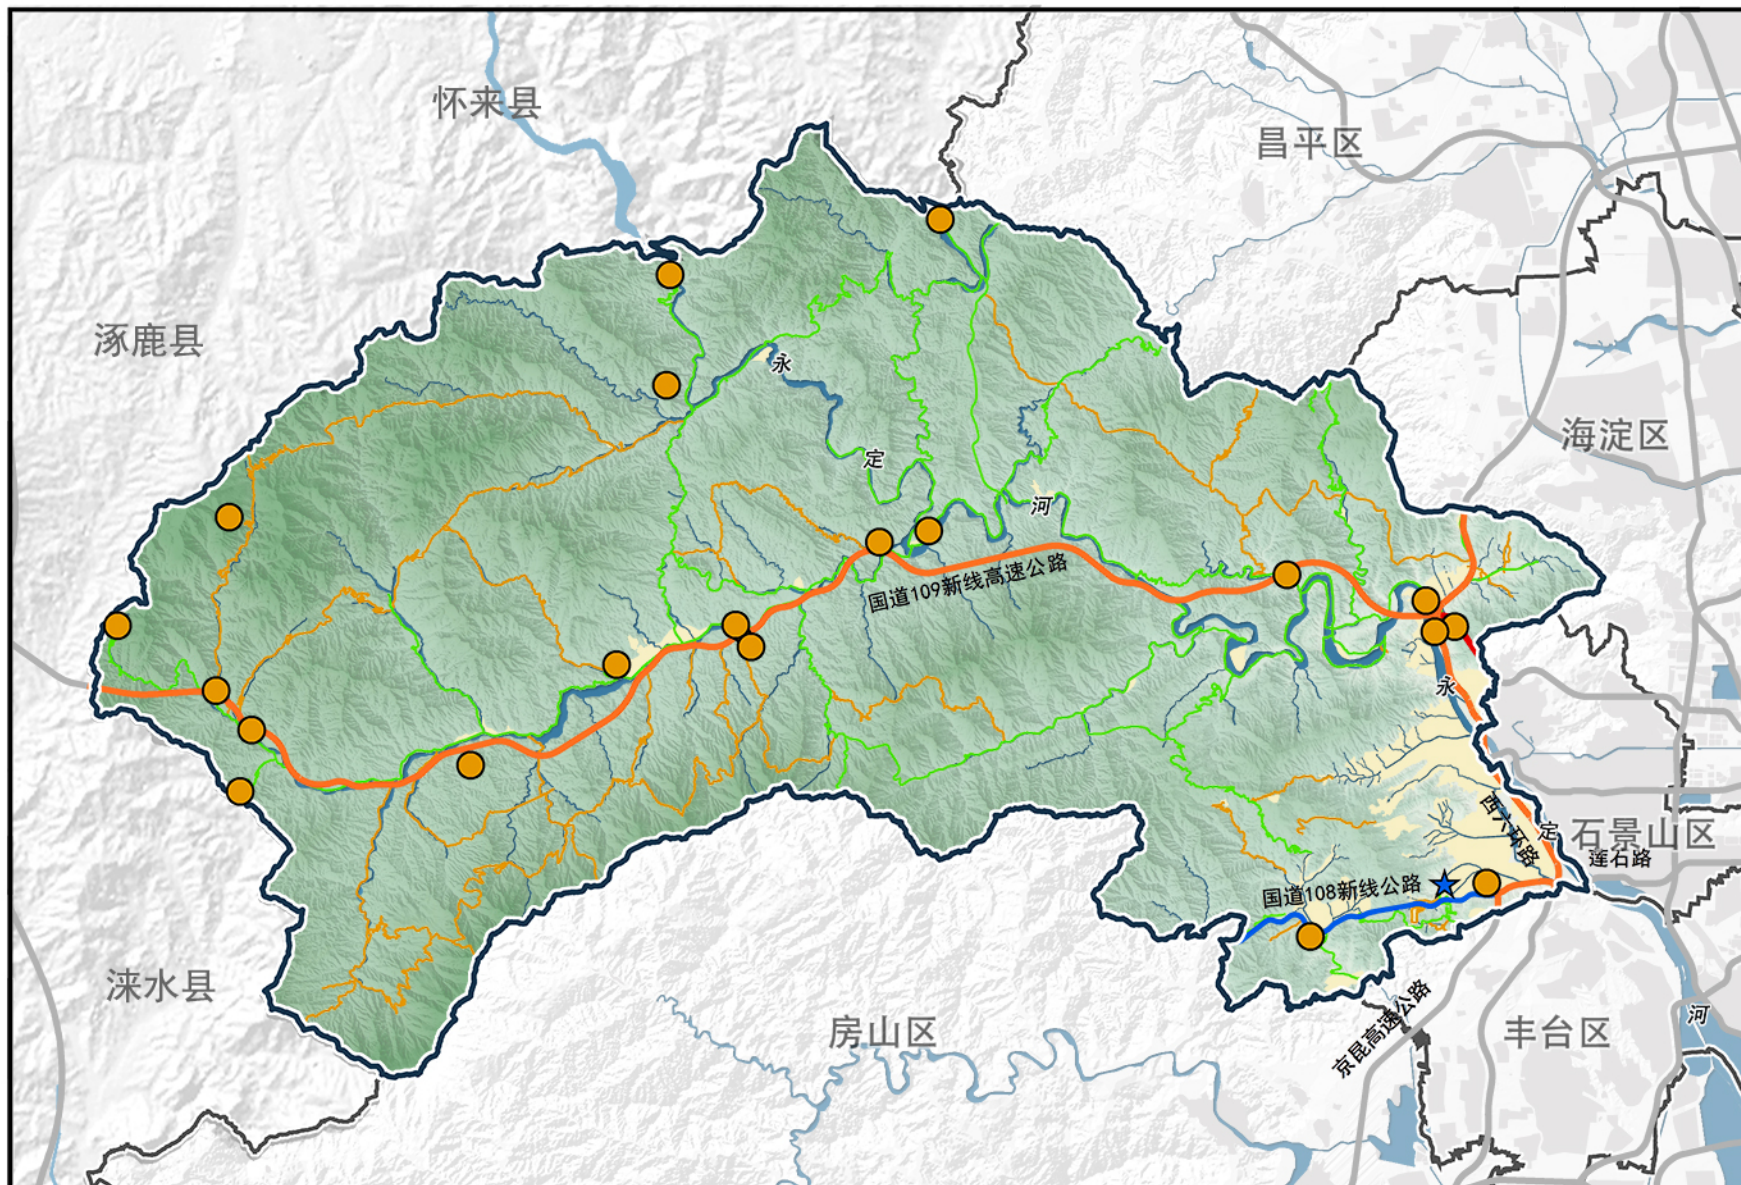 怀来县
昌平区
涿鹿县
永
海淀区
定
河
国道109新线高速公路
永
西六环路
定
石景山区
莲石路
国道108新线公路
涞水县
京昆高速公路
房山区
丰台区
河